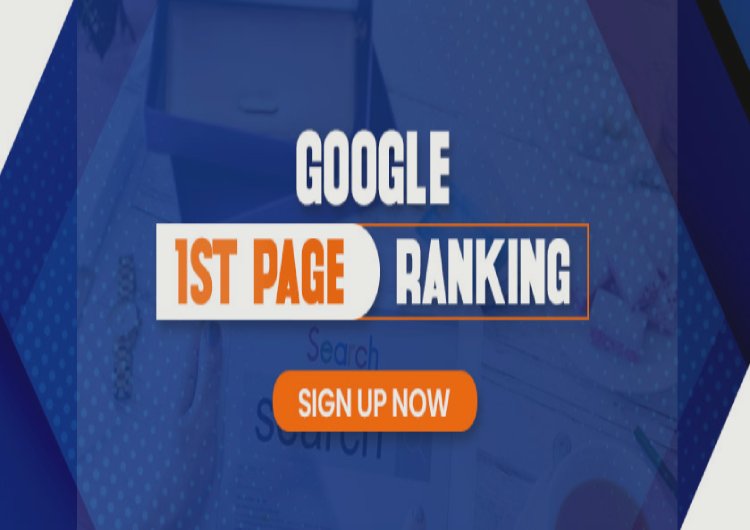 GOOGLE
1ST PAGE RANKING
Search
Search
SIGN UP NOW